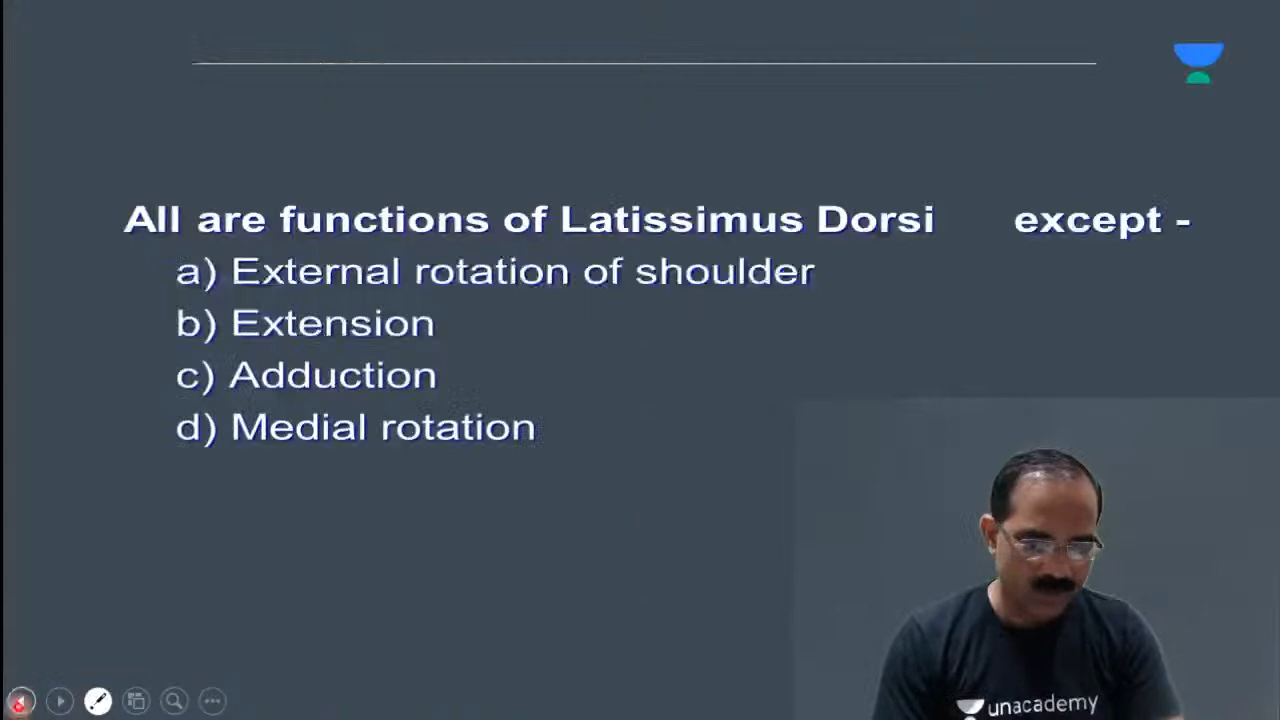 All are functions of Latissimus Dorsi except -
a) External rotation of shoulder
b) Extension
c) Adduction
d) Medial rotation
unacademy